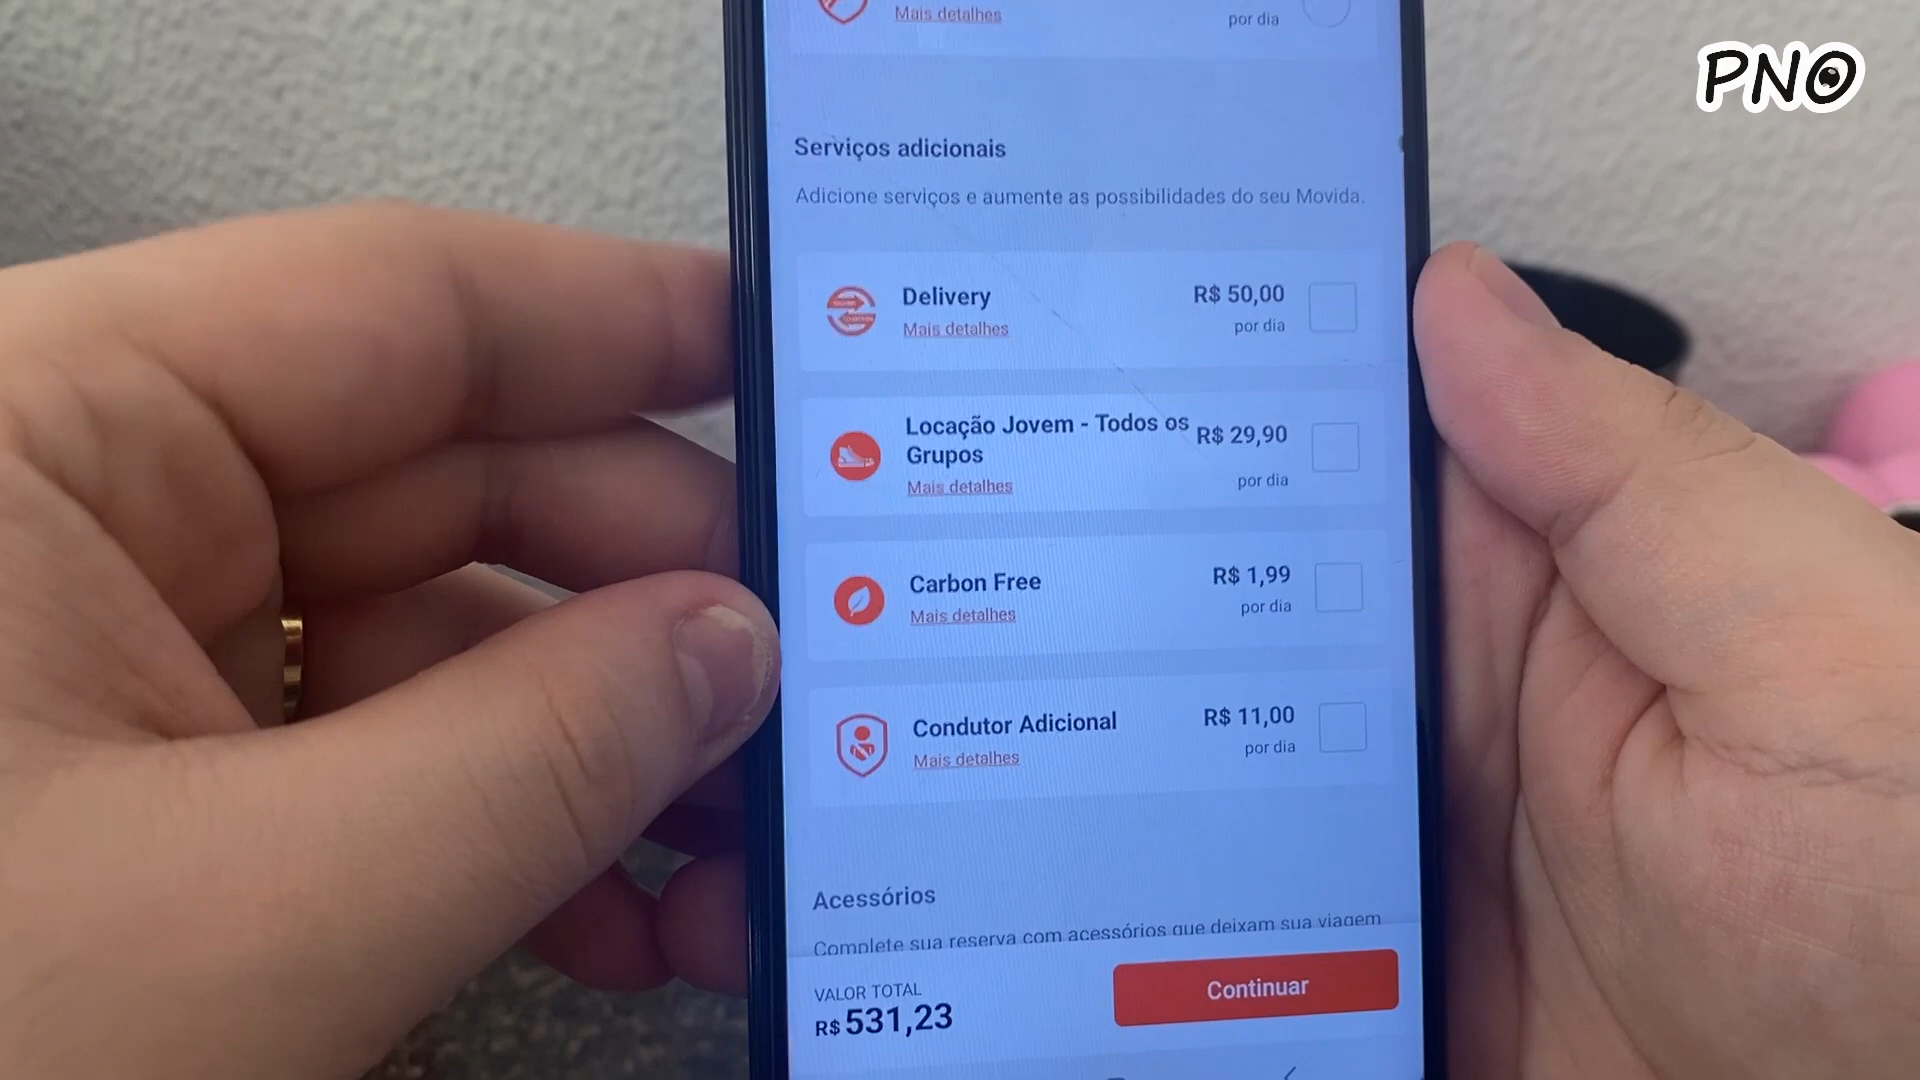 PNO
Mais detalhes
por dia
Serviços adicionais
Adicione serviços e aumente as possibilidades do seu Movida.
Delivery
R$ 50,00
Mais detalhes
por dia
Locação Jovem - Todos os
Grupos
R$ 29,90
Mais detalhes
por dia
Carbon Free
R$ 1,99
Mais detalhes
por dia
Condutor Adicional
R$ 11,00
Mais detalhes
por dia
Acessórios
Complete sua reserva com acessórios que deixam sua viagem
VALOR TOTAL
R$ 531,23
Continuar